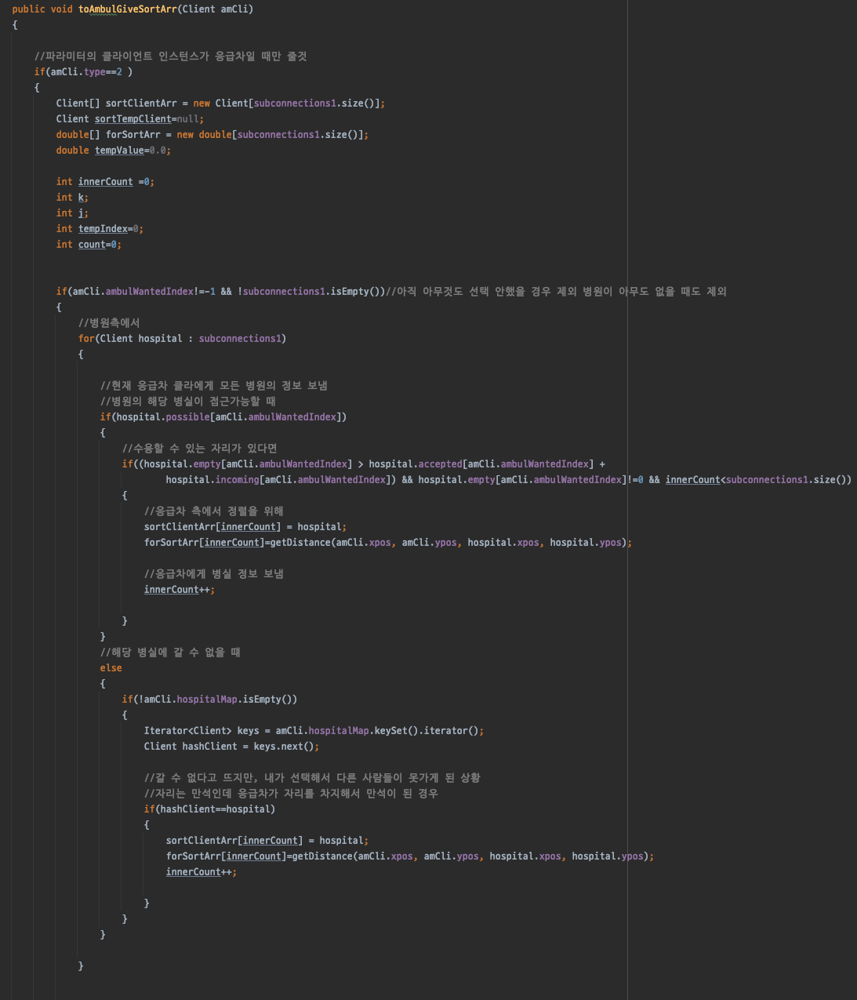 public void toAmbulGiveSortArr(Client amCli)
{
//파라미터의 클라이언트 인스턴스가 응급차일 때만 줄것
if(amCli.type==2 )
{
Client[] sortClientArr = new Client[subconnections1.size()];
Client sortTempClient=null;
double[] forSortArr = new double[subconnections1.size()];
double tempValue=0.0;
int innerCount =0;
int k;
int j;
int tempIndex=0;
int count=0;
if(amCli.ambulWantedIndex!=-1 && !subconnections1.isEmpty())//아직 아무것도 선택 안했을 경우 제외 병원이 아무도 없을 때도 제외
{
//병원측에서
for(Client hospital : subconnections1)
{
//현재 응급차 클라에게 모든 병원의 정보 보냄
//병원의 해당 병실이 접근가능할 때
if(hospital.possible[amCli.ambulWantedIndex])
{
//수용할 수 있는 자리가 있다면
if((hospital.empty[amCli.ambulWantedIndex] > hospital.accepted[amCli.ambulWantedIndex] +
hospital.incoming[amCli.ambulWantedIndex]) && hospital.empty[amCli.ambulWantedIndex]!=0 && innerCount<subconnections1.size())
{
//응급차 측에서 정렬을 위해
sortClientArr[innerCount] = hospital;
forSortArr[innerCount]=getDistance(amCli.xpos, amCli.ypos, hospital.xpos, hospital.ypos);
//응급차에게 병실 정보 보냄
innerCount++;
}
}
//해당 병실에 갈 수 없을 떄
else
{
if(!amCli.hospitalMap.isEmpty())
{
Iterator<Client> keys = amCli.hospitalMap.keySet().iterator();
Client hashClient = keys.next();
//갈 수 없다고 뜨지만, 내가 선택해서 다른 사람들이 못가게 된 상황
//자리는 만석인데 응급차가 자리를 차지해서 만석이 된 경우
if(hashClient==hospital)
{
sortClientArr[innerCount] = hospital;
forSortArr[innerCount]=getDistance(amCli.xpos, amCli.ypos, hospital.xpos, hospital.ypos);
innerCount++;
}
}
}
}